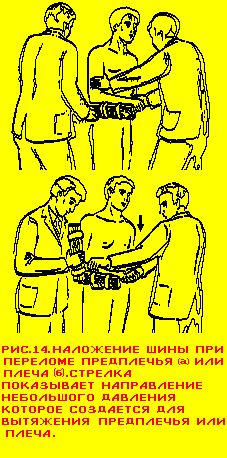 РИС.14.НАЛОЖЕНИЕ ШИНЫ ПРИ
ПЕРЕЛОМЕ ПРЕДПЛЕЧЬЯ (а) ИЛИ
ПЛЕЧА (б).СТРЕЛКА
ПОКАЗЫВАЕТ НАПРАВЛЕНИЕ
НЕБОЛЬШОГО ДАВЛЕНИЯ
КОТОРОЕ СОЗДАЕТСЯ ДЛЯ
ВЫТЯЖЕНИЯ ПРЕДПЛЕЧЬЯ ИЛИ
ПЛЕЧА.